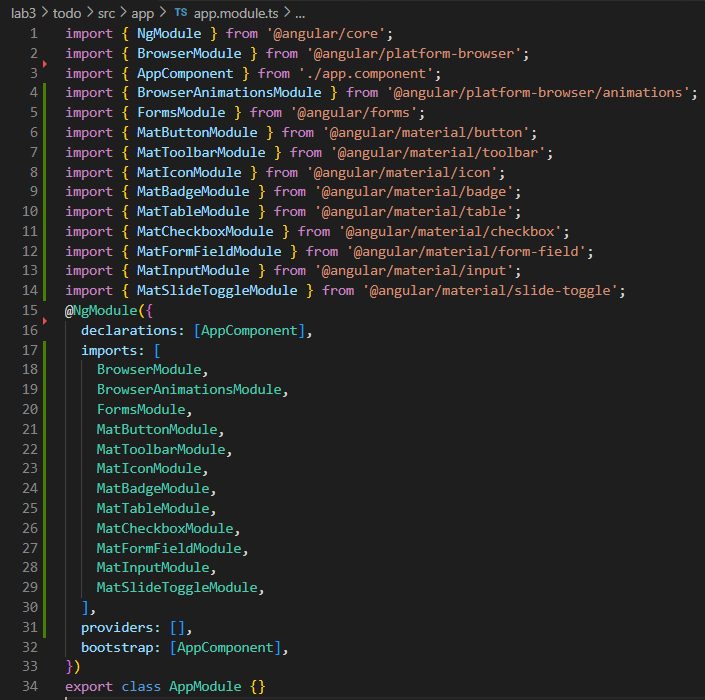 lab3 > todo > src > app > TS app.module.ts > ...
1 import { NgModule } from '@angular/core';
2 import { BrowserModule } from '@angular/platform-browser';
3 import { AppComponent } from './app.component';
4 import { BrowserAnimationsModule } from '@angular/platform-browser/animations';
5 import { FormsModule } from '@angular/forms';
6 import { MatButtonModule } from '@angular/material/button';
7 import { MatToolbarModule } from '@angular/material/toolbar';
8 import { MatIconModule } from '@angular/material/icon';
9 import { MatBadgeModule } from '@angular/material/badge';
10 import { MatTableModule } from '@angular/material/table';
11 import { MatCheckboxModule } from '@angular/material/checkbox';
12 import { MatFormFieldModule } from '@angular/material/form-field';
13 import { MatInputModule } from '@angular/material/input';
14 import { MatSlideToggleModule } from '@angular/material/slide-toggle';
15 @NgModule({
16   declarations: [AppComponent],
17   imports: [
18     BrowserModule,
19     BrowserAnimationsModule,
20     FormsModule,
21     MatButtonModule,
22     MatToolbarModule,
23     MatIconModule,
24     MatBadgeModule,
25     MatTableModule,
26     MatCheckboxModule,
27     MatFormFieldModule,
28     MatInputModule,
29     MatSlideToggleModule,
30   ],
31   providers: [],
32   bootstrap: [AppComponent],
33 })
34 export class AppModule {}